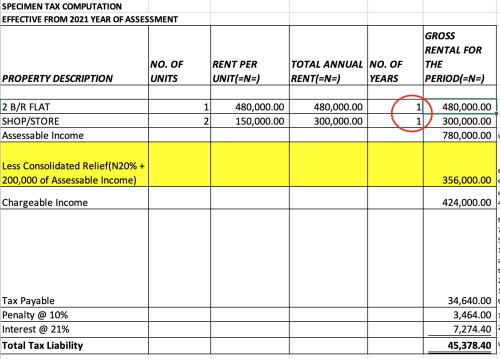 SPECIMEN TAX COMPUTATION
EFFECTIVE FROM 2021 YEAR OF ASSESSMENT
PROPERTY DESCRIPTION NO. OF UNITS RENT PER UNIT(=N=) TOTAL ANNUAL RENT(=N=) NO. OF YEARS GROSS RENTAL FOR THE PERIOD(=N=)
2 B/R FLAT 1 480,000.00 480,000.00 1 480,000.00
SHOP/STORE 2 150,000.00 300,000.00 1 300,000.00
Assessable Income 780,000.00
Less Consolidated Relief(N20% +
200,000 of Assessable Income) 356,000.00
Chargeable Income 424,000.00
Tax Payable 34,640.00
Penalty @ 10% 3,464.00
Interest @ 21% 7,274.40
Total Tax Liability 45,378.40